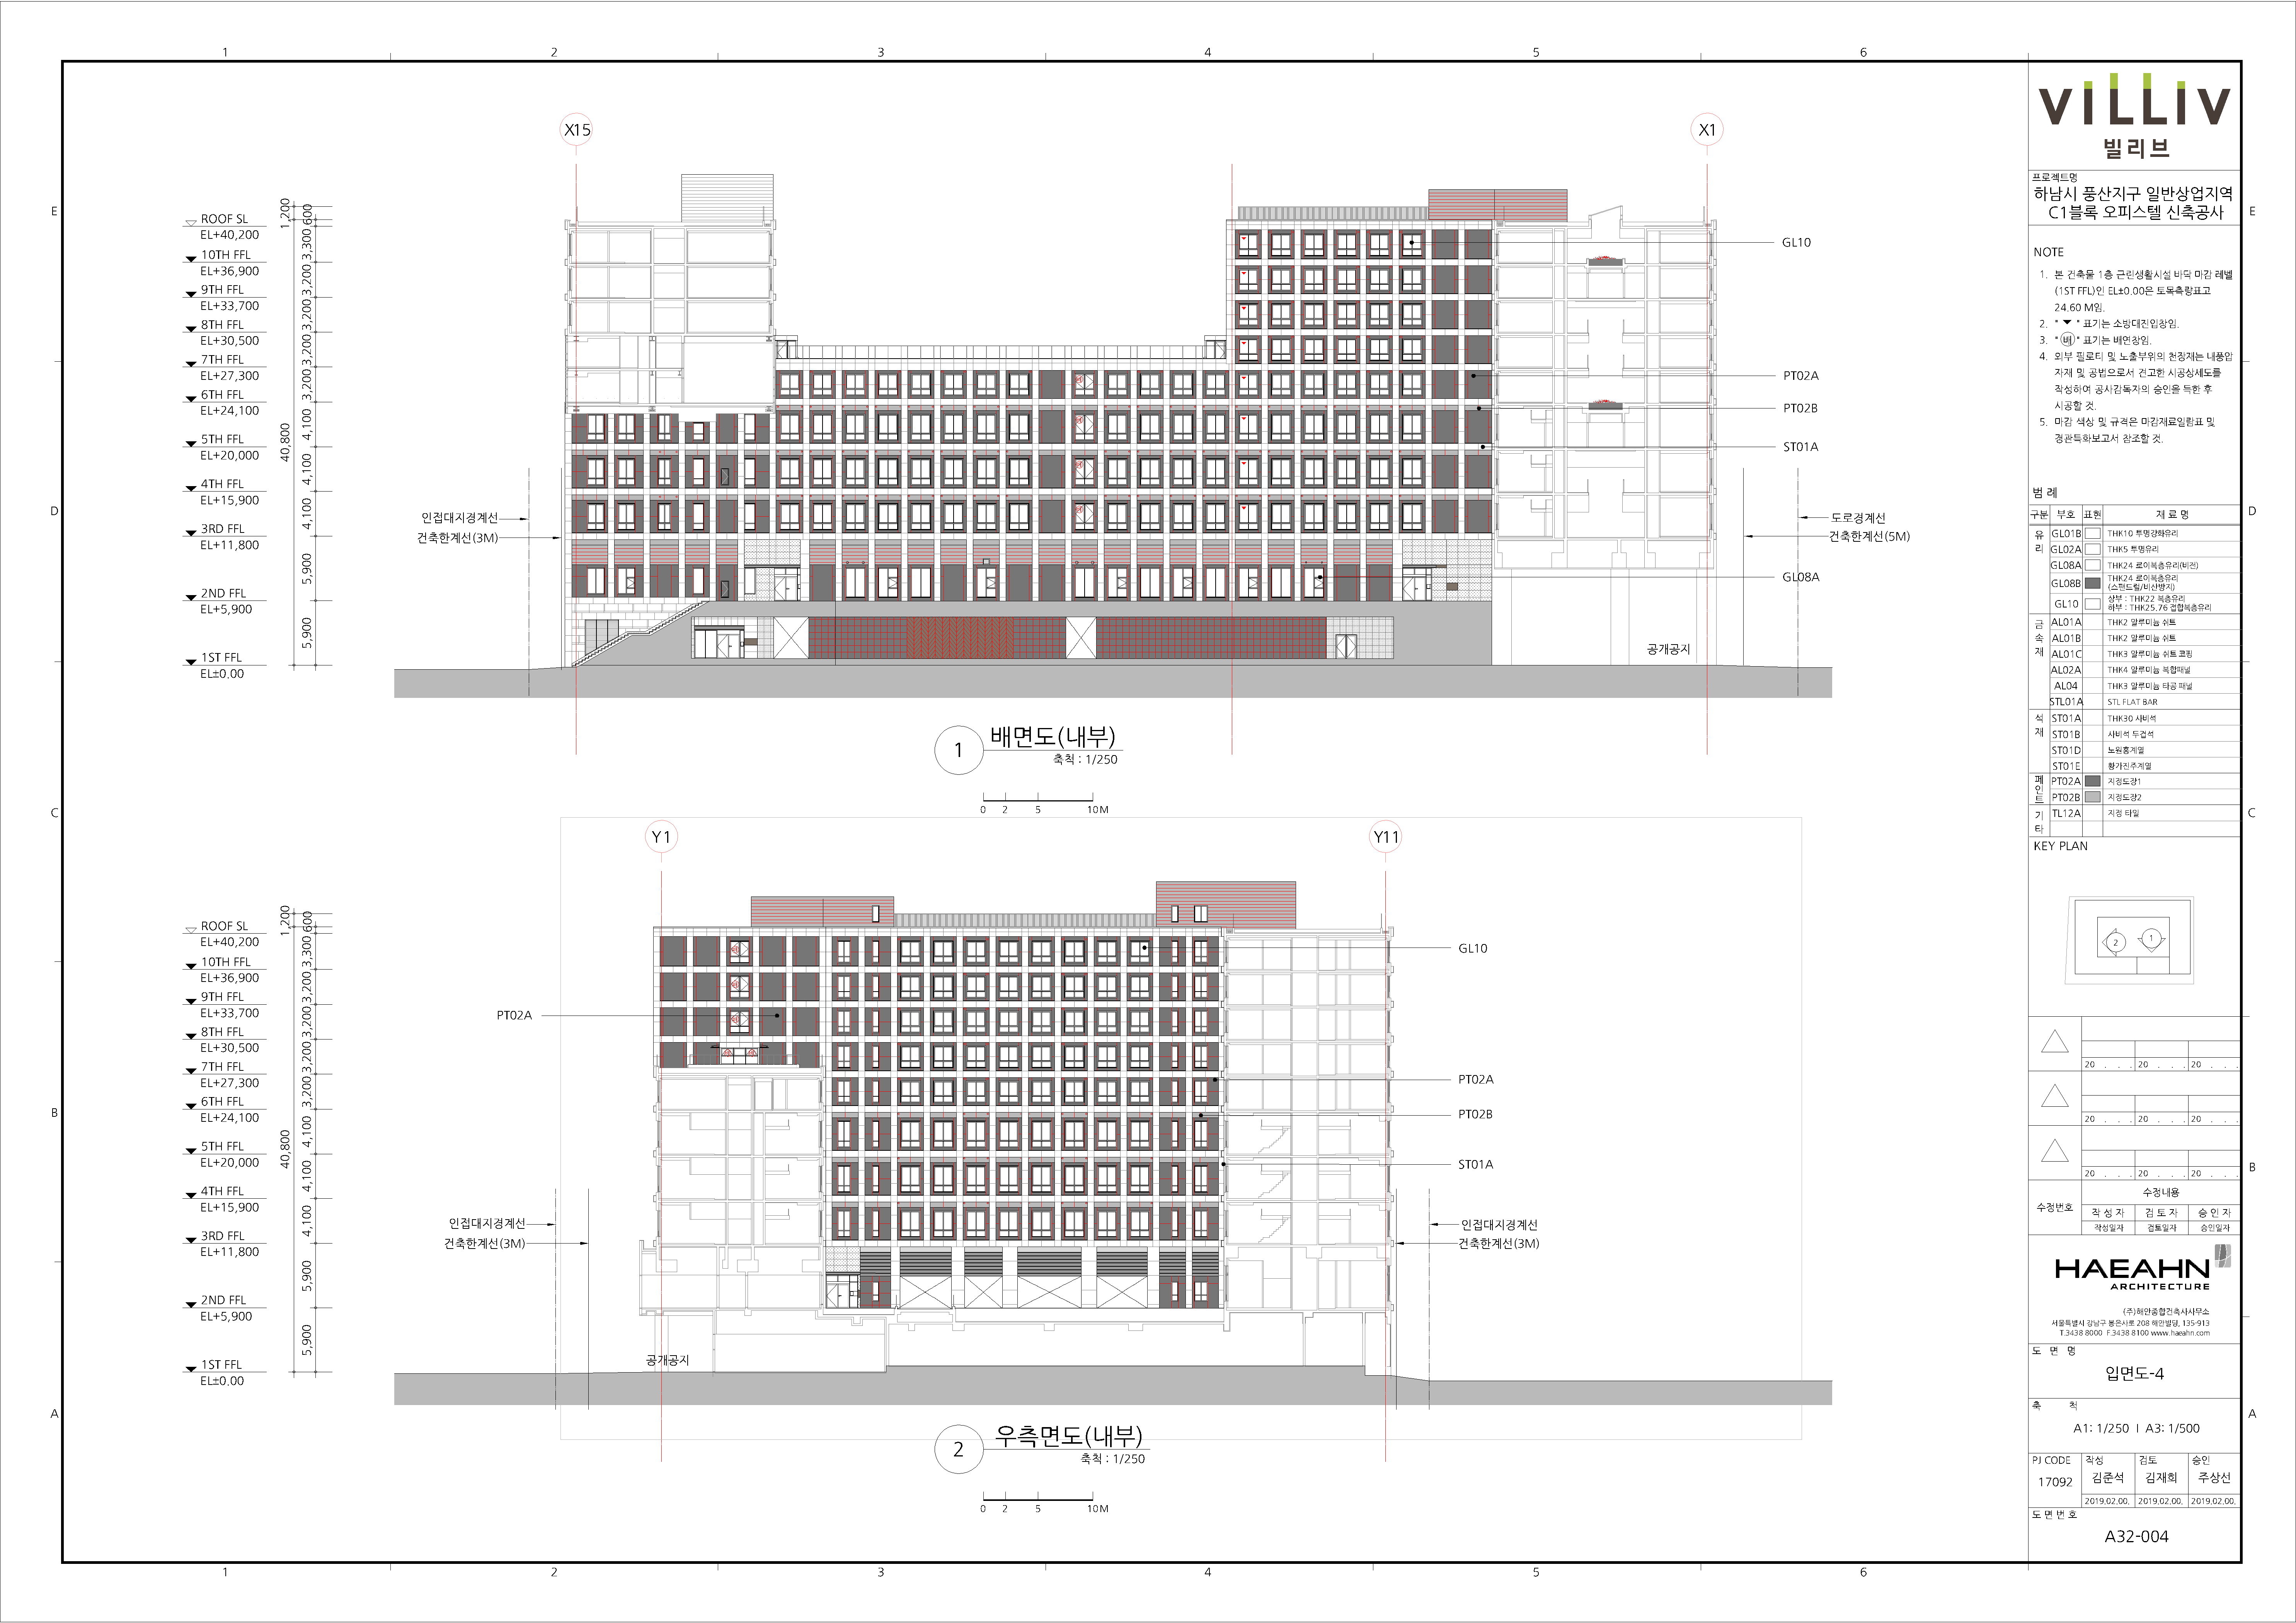 1
2
3
4
5
6
E
D
C
B
A
X15
X1
ROOF SL
EL+40,200
10TH FFL
EL+36,900
9TH FFL
EL+33,700
8TH FFL
EL+30,500
7TH FFL
EL+27,300
6TH FFL
EL+24,100
5TH FFL
EL+20,000
4TH FFL
EL+15,900
3RD FFL
EL+11,800
2ND FFL
EL+5,900
1ST FFL
EL±0.00
1,200
600
3,300
3,200
3,200
3,200
3,200
4,100
4,100
4,100
5,900
5,900
40,800
인접대지경계선
건축한계선(3M)
GL10
PT02A
PT02B
ST01A
도로경계선
건축한계선(5M)
GL08A
공개공지
1
배면도(내부)
축척 : 1/250
0 2 5 10M
Y1
Y11
ROOF SL
EL+40,200
10TH FFL
EL+36,900
9TH FFL
EL+33,700
8TH FFL
EL+30,500
7TH FFL
EL+27,300
6TH FFL
EL+24,100
5TH FFL
EL+20,000
4TH FFL
EL+15,900
3RD FFL
EL+11,800
2ND FFL
EL+5,900
1ST FFL
EL±0.00
1,200
600
3,300
3,200
3,200
3,200
3,200
4,100
4,100
4,100
5,900
5,900
40,800
PT02A
인접대지경계선
건축한계선(3M)
GL10
PT02A
PT02B
ST01A
인접대지경계선
건축한계선(3M)
공개공지
2
우측면도(내부)
축척 : 1/250
0 2 5 10M
VILLIV
빌리브
프로젝트명
하남시 풍산지구 일반상업지역
C1블록 오피스텔 신축공사
NOTE
1. 본 건축물 1층 근린생활시설 바닥 마감 레벨
(1ST FFL)인 EL±0.00은 토목측량표고
24.60 M임.
2. "▼" 표기는 소방대진입창임.
3. "배" 표기는 배연창임.
4. 외부 필로티 및 노출부위의 천정재는 내풍압
자재 및 공법으로서 견고한 시공상세도를
작성하여 공사감독자의 승인을 득한 후
시공할 것.
5. 마감 색상 및 규격은 마감재료일람표 및
경관특화보고서 참조할 것.
범 례
구분 부호 표현 재 료 명
유리
GL01B THK10 투명강화유리
GL02A THK5 투명유리
GL08A THK24 로이복층유리(비전)
GL08B THK24 로이복층유리
(스팬드럴/비산방지)
GL10 상부 : THK22 복층유리
하부 : THK25.76 접합복층유리
금속재
AL01A THK2 알루미늄 쉬트
AL01B THK2 알루미늄 쉬트
AL01C THK3 알루미늄 쉬트 코핑
AL02A THK4 알루미늄 복합패널
AL04 THK3 알루미늄 타공 패널
STL01A STL FLAT BAR
석재
ST01A THK30 사비석
ST01B 사비석 두겁석
ST01D 노원홍계열
ST01E 황가진주계열
페인트
PT02A 지정도장1
PT02B 지정도장2
기타
TL12A 지정 타일
KEY PLAN
2
1
20 . . . 20 . . . 20 . . .
20 . . . 20 . . . 20 . . .
20 . . . 20 . . . 20 . . .
수정번호
수정내용
작 성 자 검 토 자 승 인 자
작성일자 검토일자 승인일자
HAEAHN
ARCHITECTURE
(주)해안종합건축사사무소
서울특별시 강남구 봉은사로 208 해안빌딩, 135-913
T.3438 8000 F.3438 8100 www.haeahn.com
도 면 명
입면도-4
축 척
A1: 1/250 | A3: 1/500
PJ CODE 작성 검토 승인
17092 김준석 김재희 주상선
2019.02.00. 2019.02.00. 2019.02.00.
도 면 번 호
A32-004
E
D
C
B
A
1
2
3
4
5
6